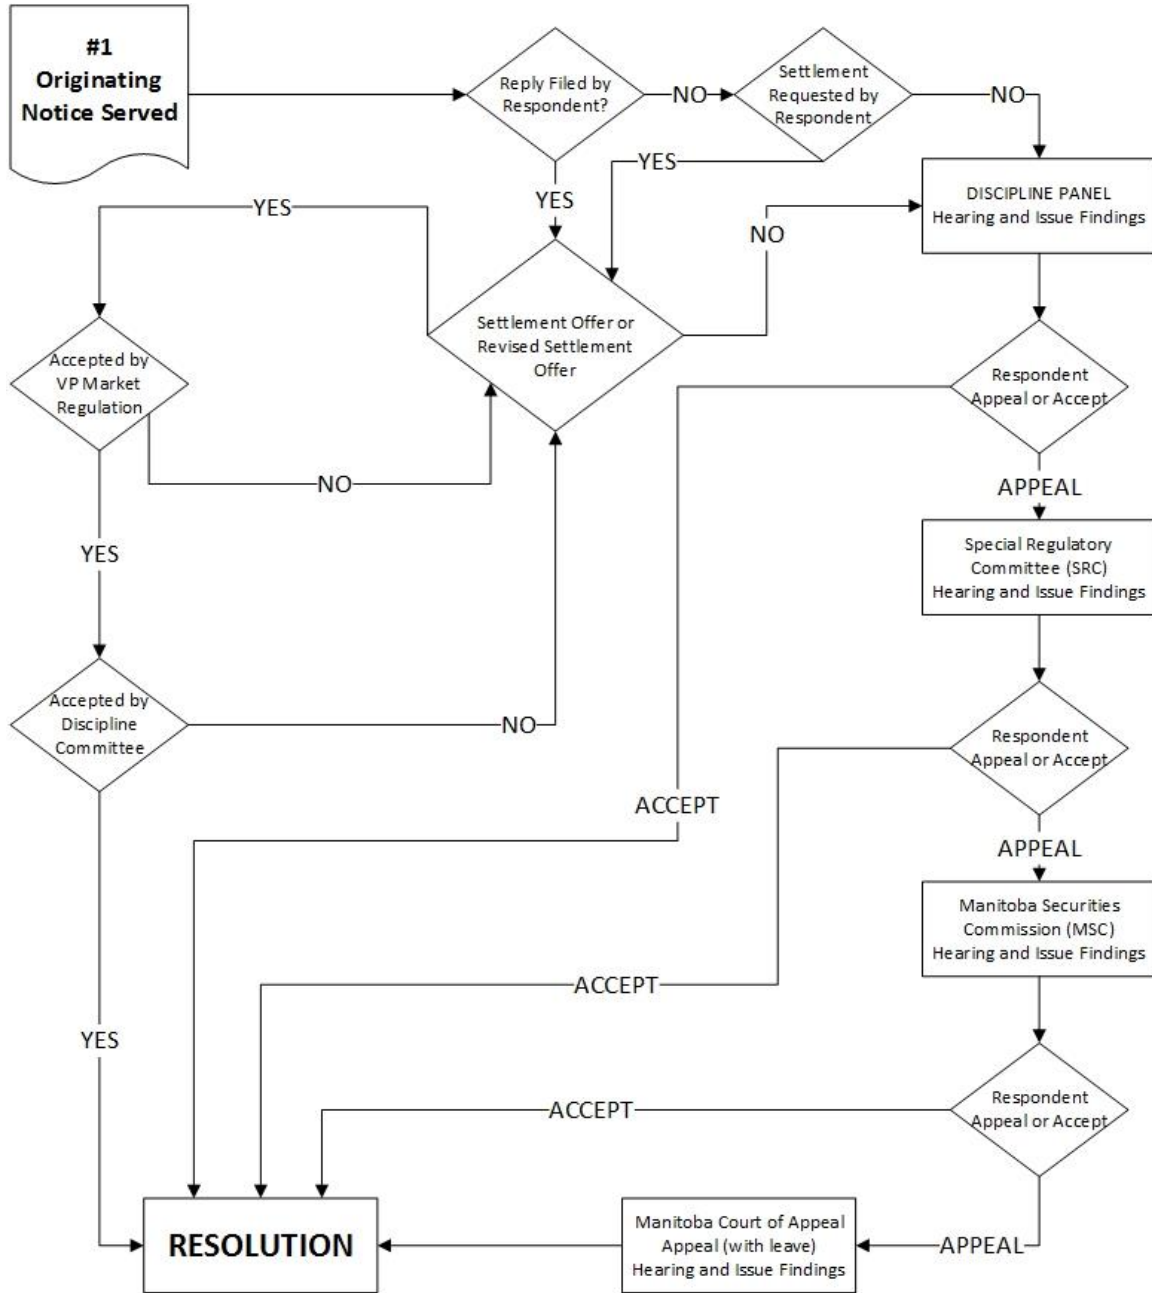 #1
Originating
Notice Served
Reply Filed by
Respondent?
NO
Settlement
Requested by
Respondent
NO
YES
YES
YES
DISCIPLINE PANEL
Hearing and Issue Findings
NO
Settlement Offer or
Revised Settlement
Offer
Accepted by
VP Market
Regulation
Respondent
Appeal or Accept
NO
APPEAL
YES
Special Regulatory
Committee (SRC)
Hearing and Issue Findings
Accepted by
Discipline
Committee
NO
Respondent
Appeal or Accept
ACCEPT
APPEAL
Manitoba Securities
Commission (MSC)
Hearing and Issue Findings
ACCEPT
YES
Respondent
Appeal or Accept
ACCEPT
RESOLUTION
Manitoba Court of Appeal
Appeal (with leave)
Hearing and Issue Findings
APPEAL